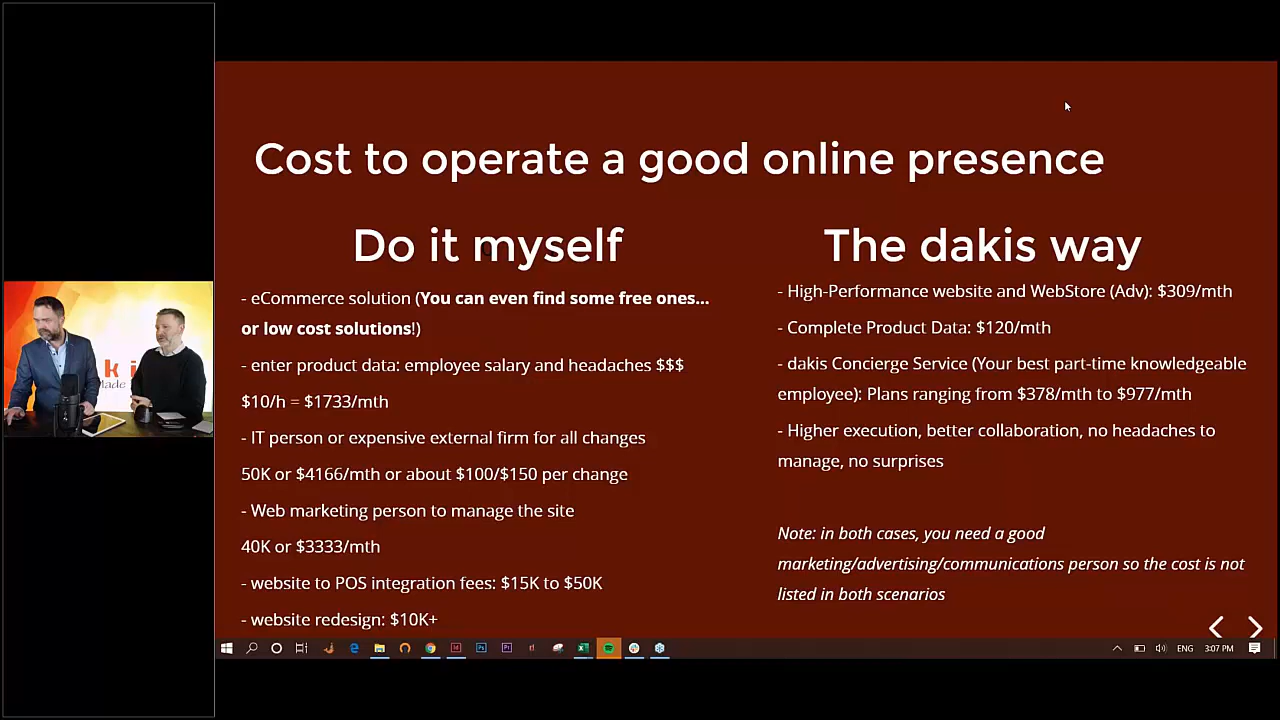 Cost to operate a good online presence
Do it myself
- eCommerce solution (You can even find some free ones...
or low cost solutions!)
- enter product data: employee salary and headaches $$$
$10/h = $1733/mth
- IT person or expensive external firm for all changes
50K or $4166/mth or about $100/$150 per change
- Web marketing person to manage the site
40K or $3333/mth
- website to POS integration fees: $15K to $50K
- website redesign: $10K+
The dakis way
- High-Performance website and WebStore (Adv): $309/mth
- Complete Product Data: $120/mth
- dakis Concierge Service (Your best part-time knowledgeable
employee): Plans ranging from $378/mth to $977/mth
- Higher execution, better collaboration, no headaches to
manage, no surprises
Note: in both cases, you need a good
marketing/advertising/communications person so the cost is not
listed in both scenarios
ENG
3:07 PM